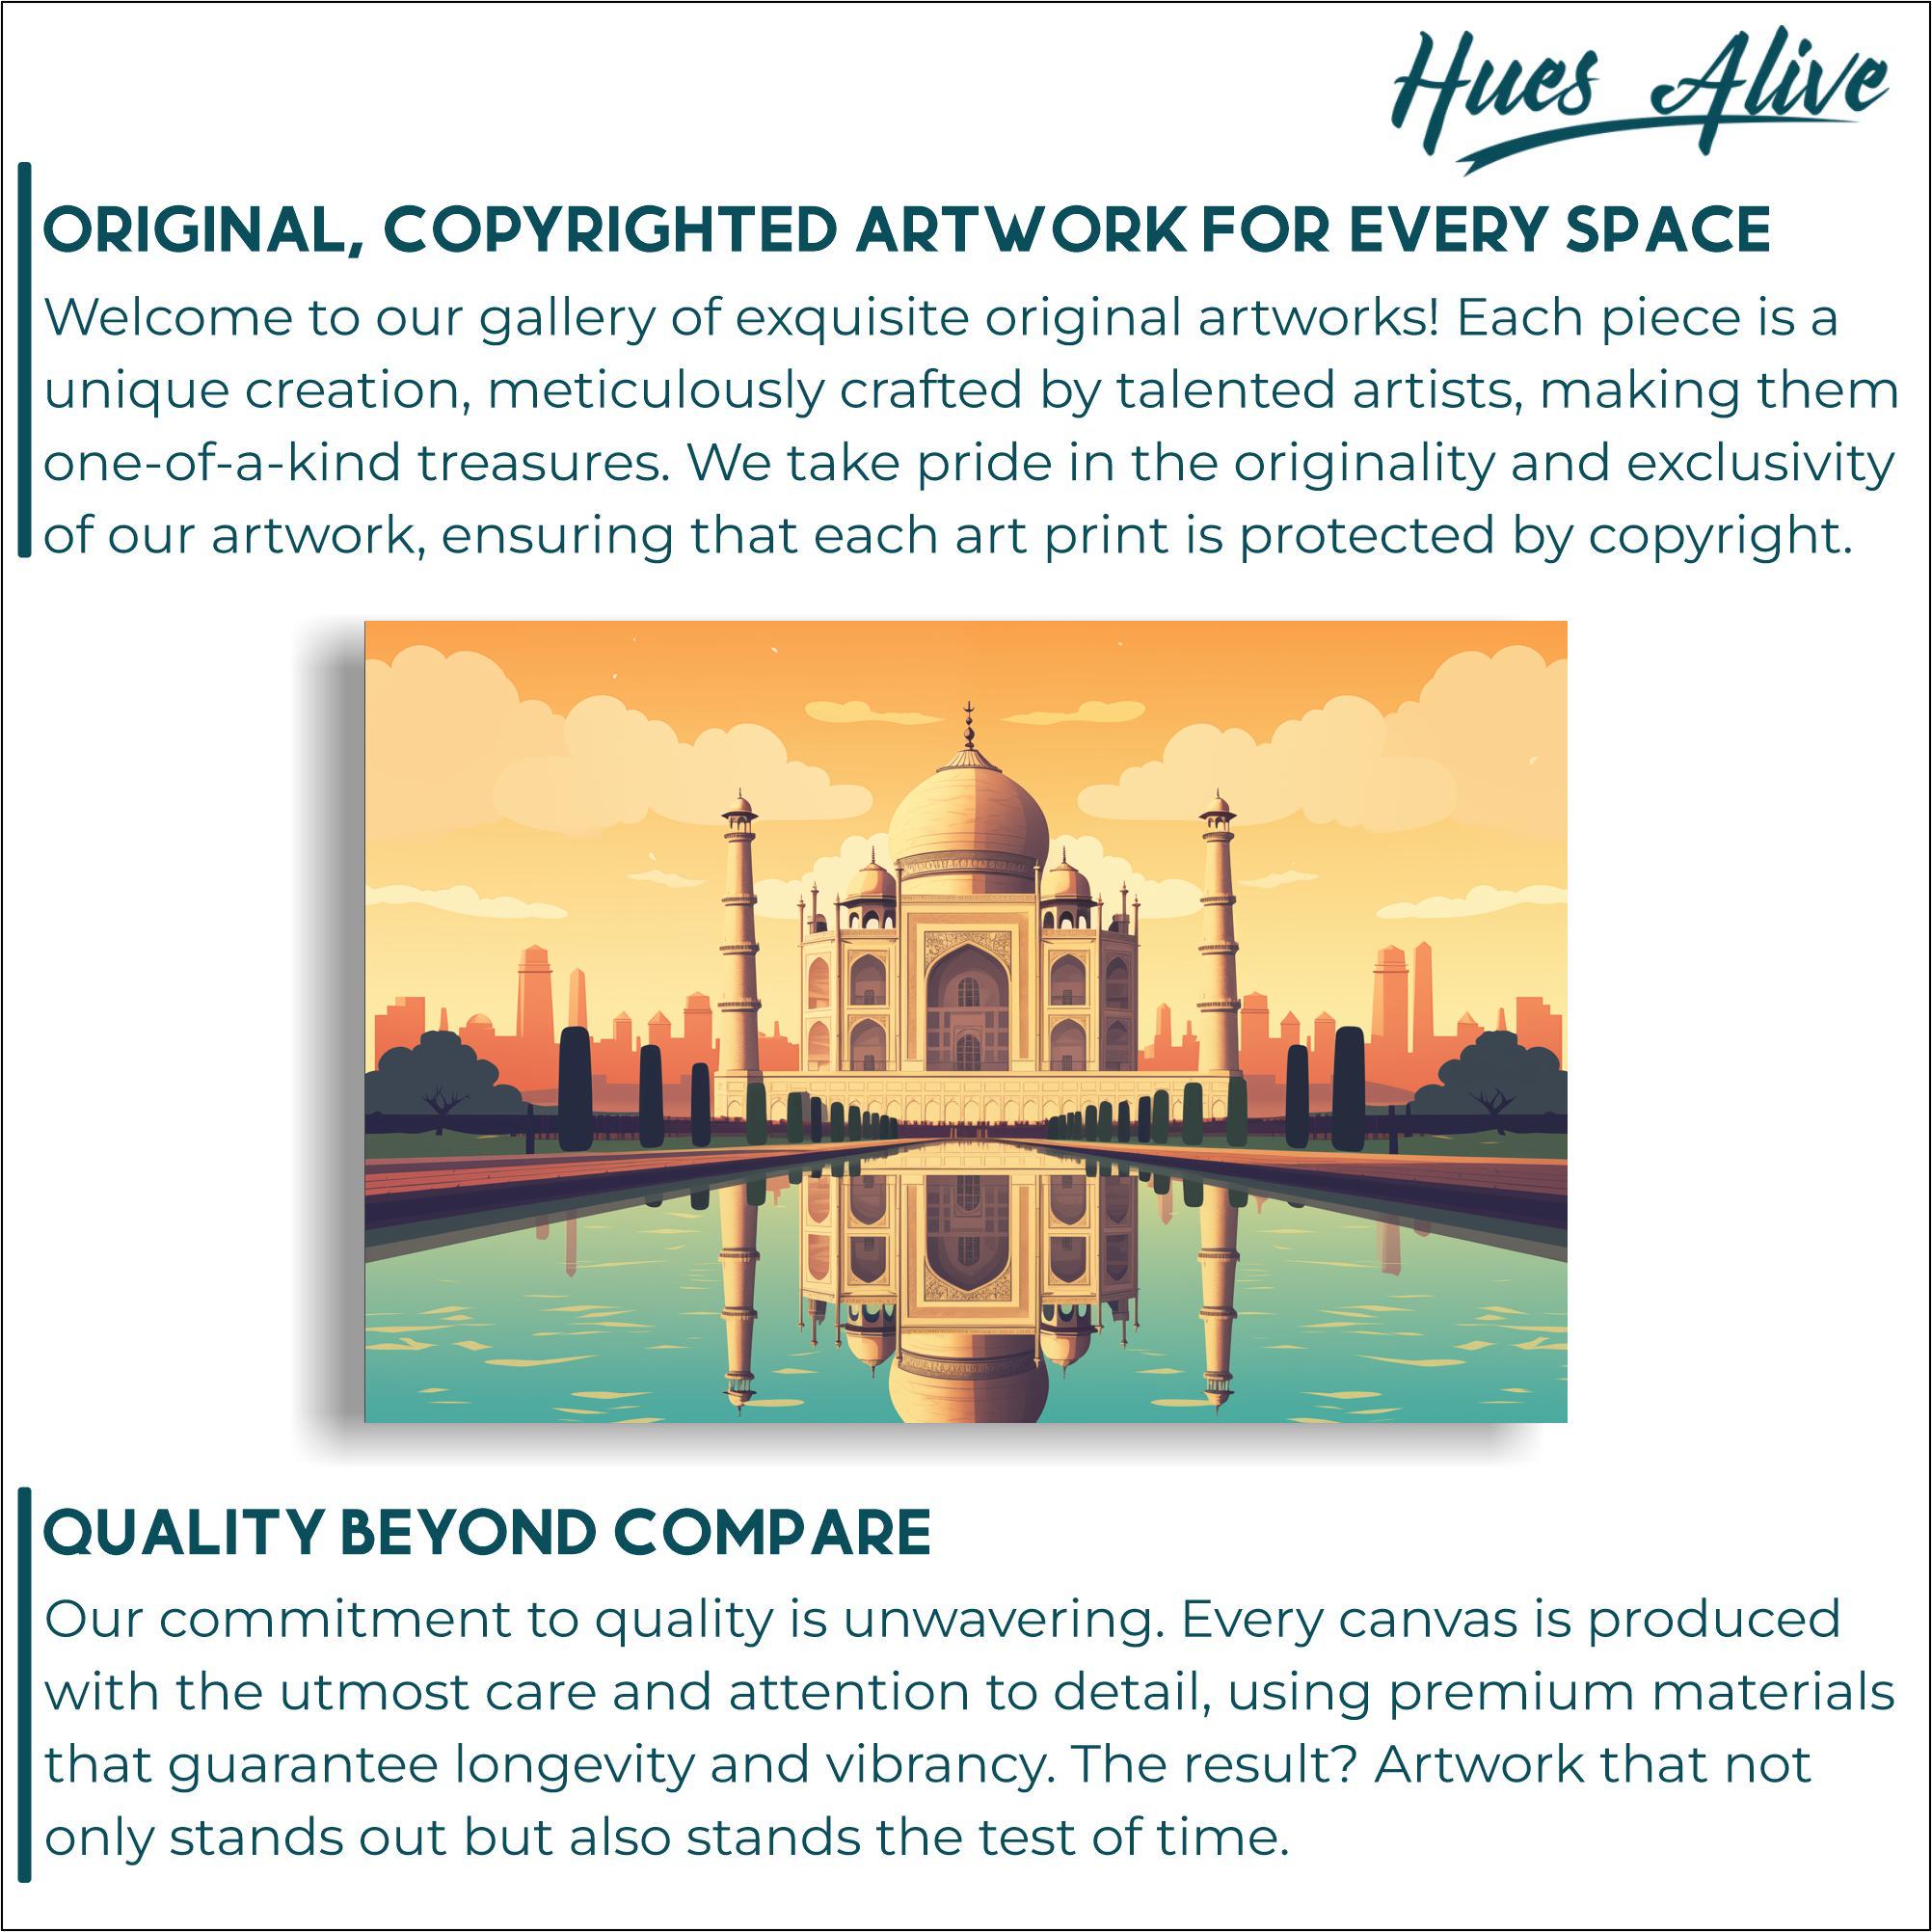 Hues Alive
ORIGINAL, COPYRIGHTED ARTWORK FOR EVERY SPACE
Welcome to our gallery of exquisite original artworks! Each piece is a
unique creation, meticulously crafted by talented artists, making them
one-of-a-kind treasures. We take pride in the originality and exclusivity
of our artwork, ensuring that each art print is protected by copyright.
QUALITY BEYOND COMPARE
Our commitment to quality is unwavering. Every canvas is produced
with the utmost care and attention to detail, using premium materials
that guarantee longevity and vibrancy. The result? Artwork that not
only stands out but also stands the test of time.